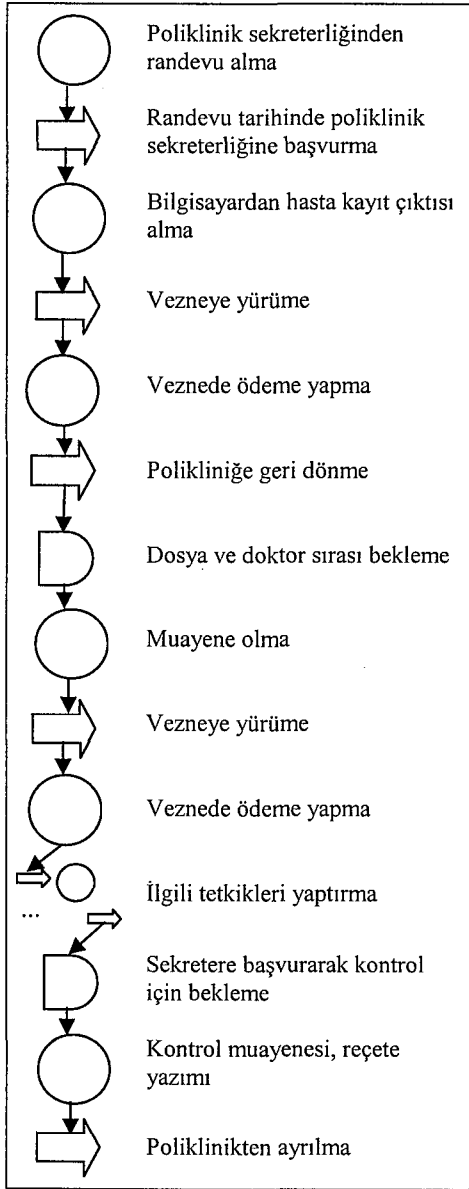 Poliklinik sekreterliğinden
randevu alma
Randevu tarihinde poliklinik
sekreterliğine başvurma
Bilgisayardan hasta kayıt çıktısı
alma
Vezneye yürüme
Veznede ödeme yapma
Polikliniğe geri dönme
Dosya ve doktor sırası bekleme
Muayene olma
Vezneye yürüme
Veznede ödeme yapma
İlgili tetkikleri yaptırma
...
Sekretere başvurarak kontrol
için bekleme
Kontrol muayenesi, reçete
yazımı
Poliklinikten ayrılma